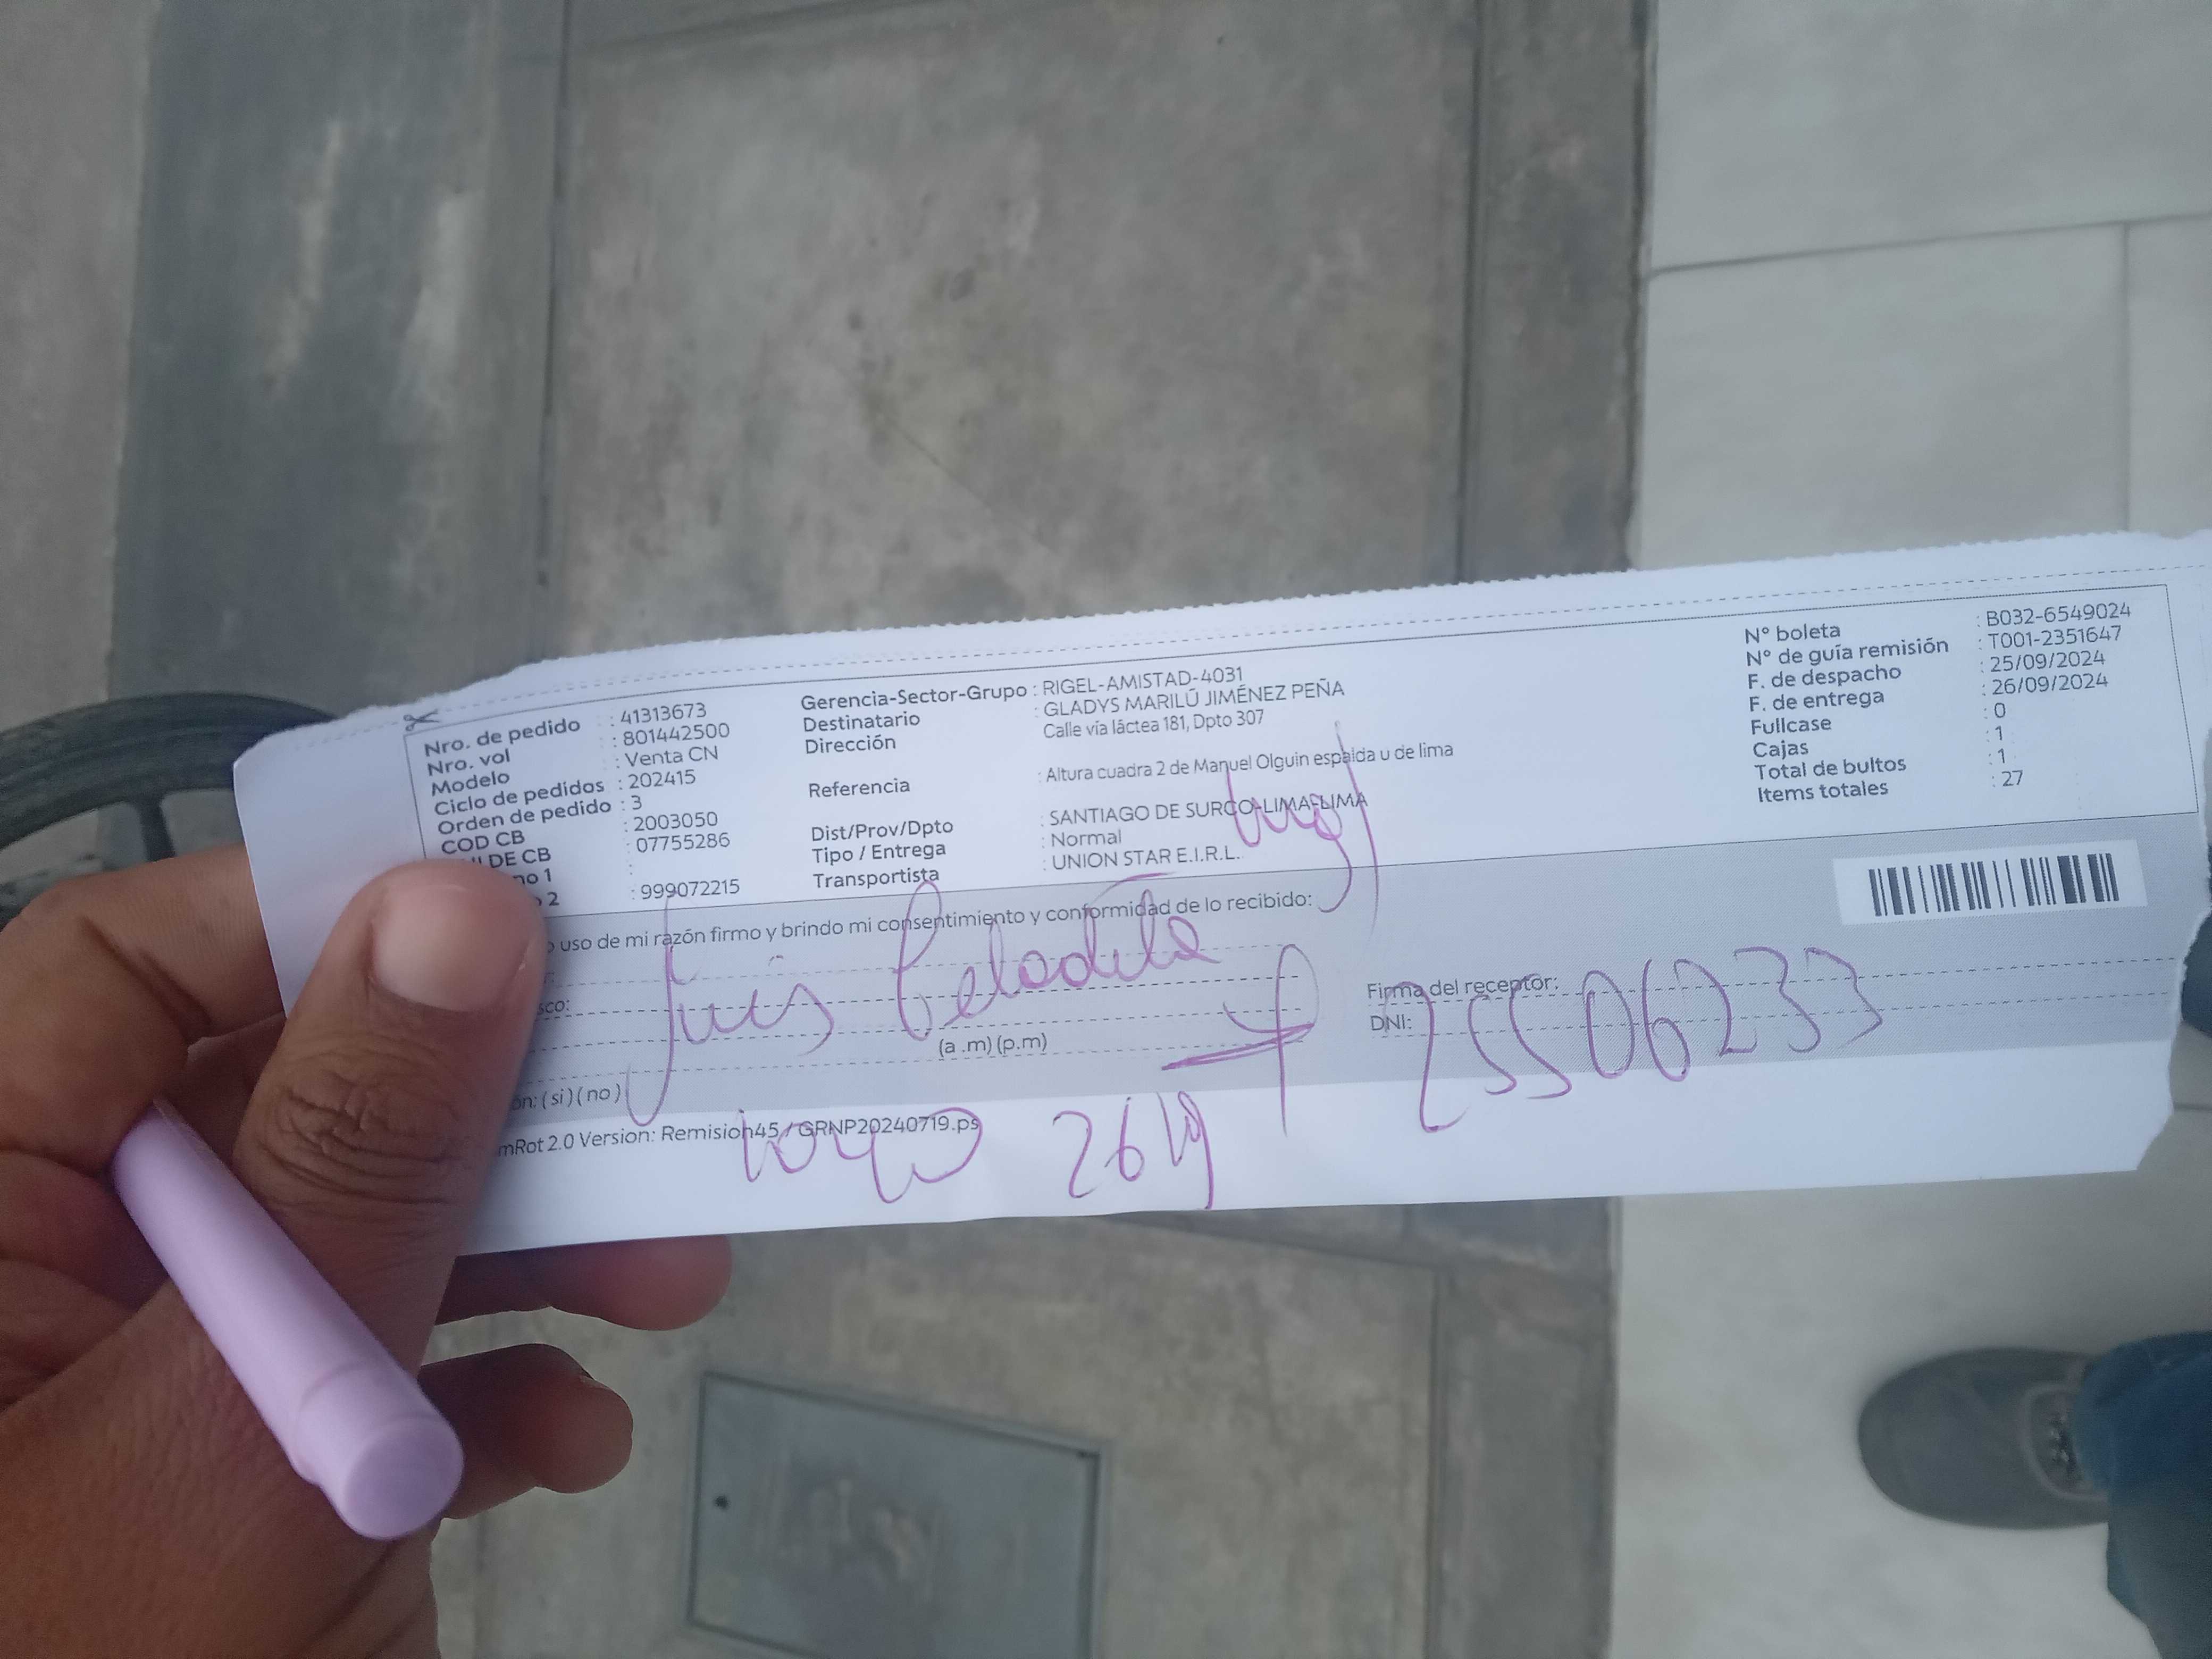 Nro. de pedido : 41313673
Nro. vol : 801442500
Modelo : Venta CN
Ciclo de pedidos : 202415
Orden de pedido : 3
COD CB : 2003050
DE CB : 07755286
no 1 :
2 : 999072215
Gerencia-Sector-Grupo : RIGEL-AMISTAD-4031
Destinatario : GLADYS MARILÚ JIMÉNEZ PEÑA
Dirección : Calle vía láctea 181, Dpto 307
Referencia : Altura cuadra 2 de Manuel Olguin espalda u de lima
Dist/Prov/Dpto : SANTIAGO DE SURCO-LIMA-LIMA
Tipo / Entrega : Normal
Transportista : UNION STAR E.I.R.L.
N° boleta : B032-6549024
N° de guía remisión : T001-2351647
F. de despacho : 25/09/2024
F. de entrega : 26/09/2024
Fullcase : 0
Cajas : 1
Total de bultos : 1
Items totales : 27
uso de mi razón firmo y brindo mi consentimiento y conformidad de lo recibido:
sco:
Luis
(a .m) (p.m)
ón: ( si ) ( no )
Firma del receptor:
DNI: 25506233
mRot 2.0 Version: Remision45 / GRNP20240719.ps